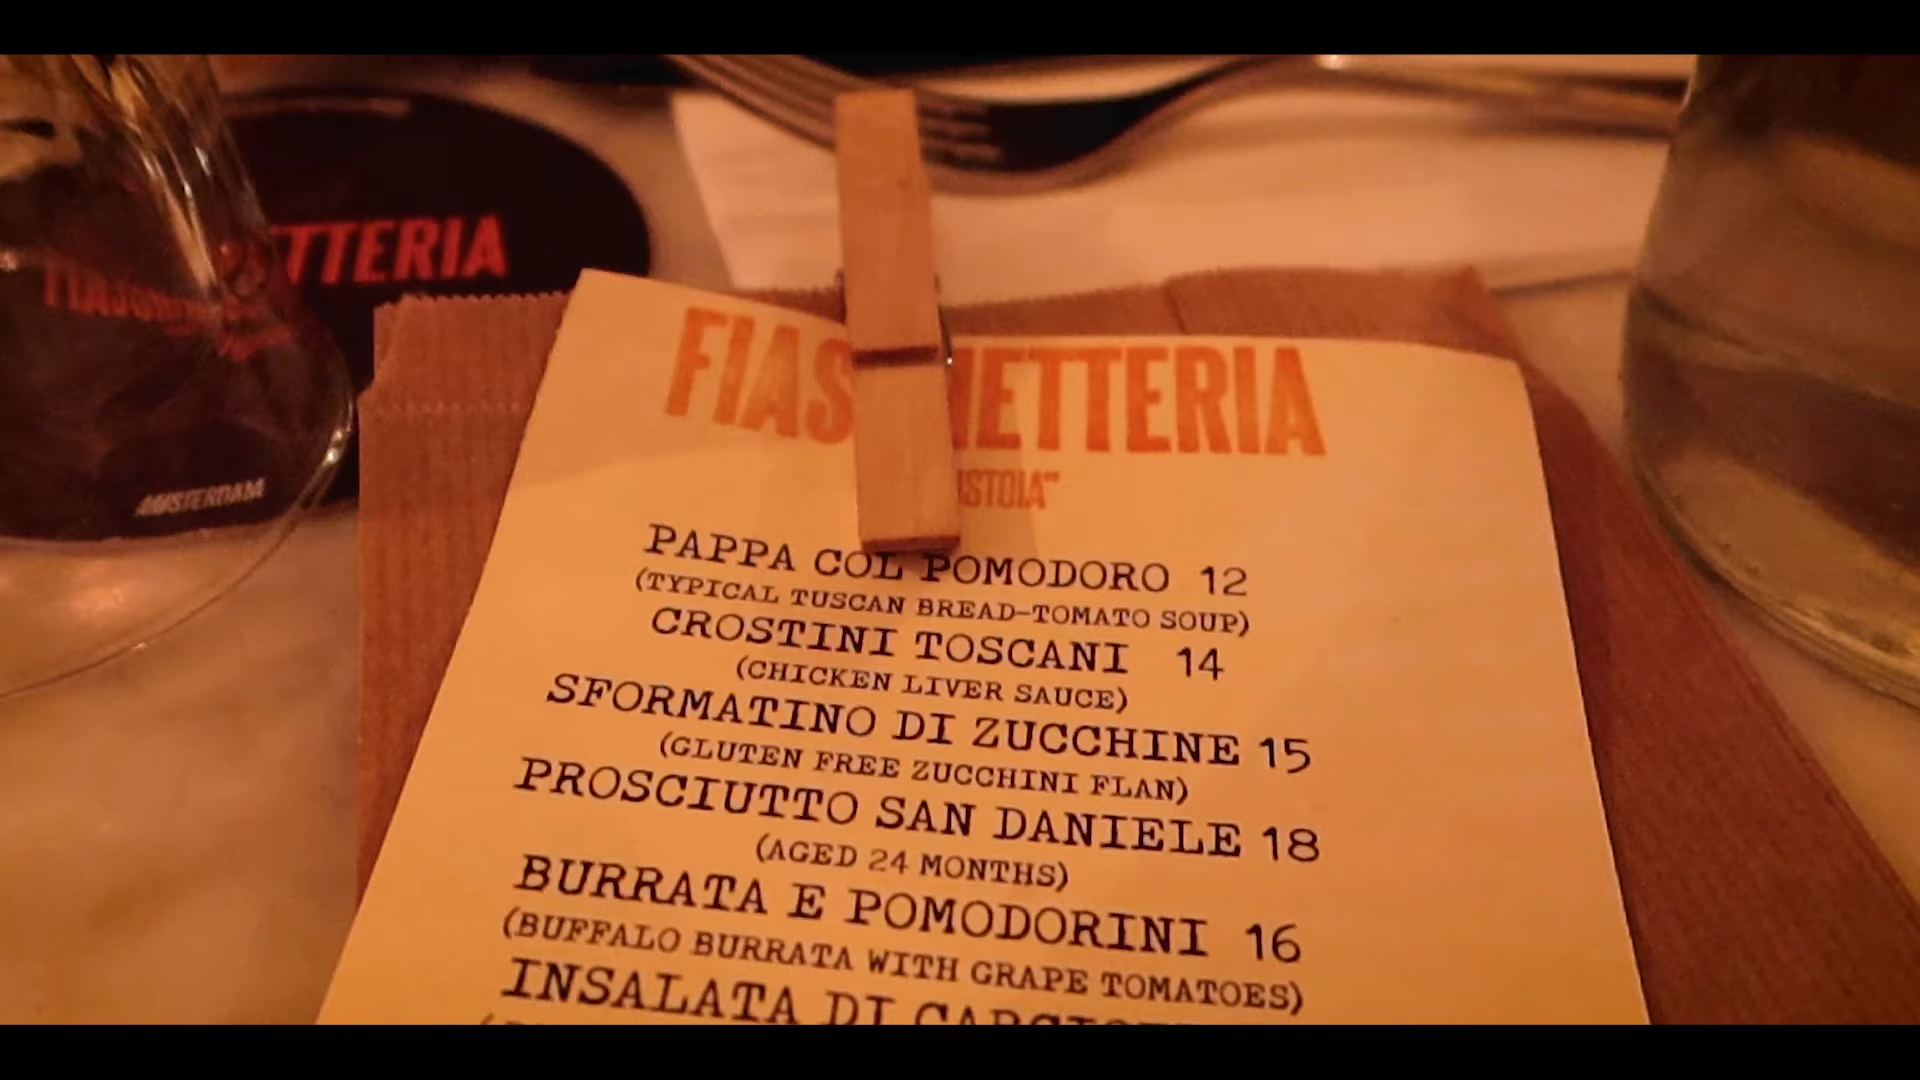 ETTERIA
AMSTERDAM
FIAS HETTERIA
STOIA"
PAPPA COL POMODORO 12
(TYPICAL TUSCAN BREAD-TOMATO SOUP)
CROSTINI TOSCANI 14
(CHICKEN LIVER SAUCE)
SFORMATINO DI ZUCCHINE 15
(GLUTEN FREE ZUCCHINI FLAN)
PROSCIUTTO SAN DANIELE 18
(AGED 24 MONTHS)
BURRATA E POMODORINI 16
(BUFFALO BURRATA WITH GRAPE TOMATOES)
INSALATA DI